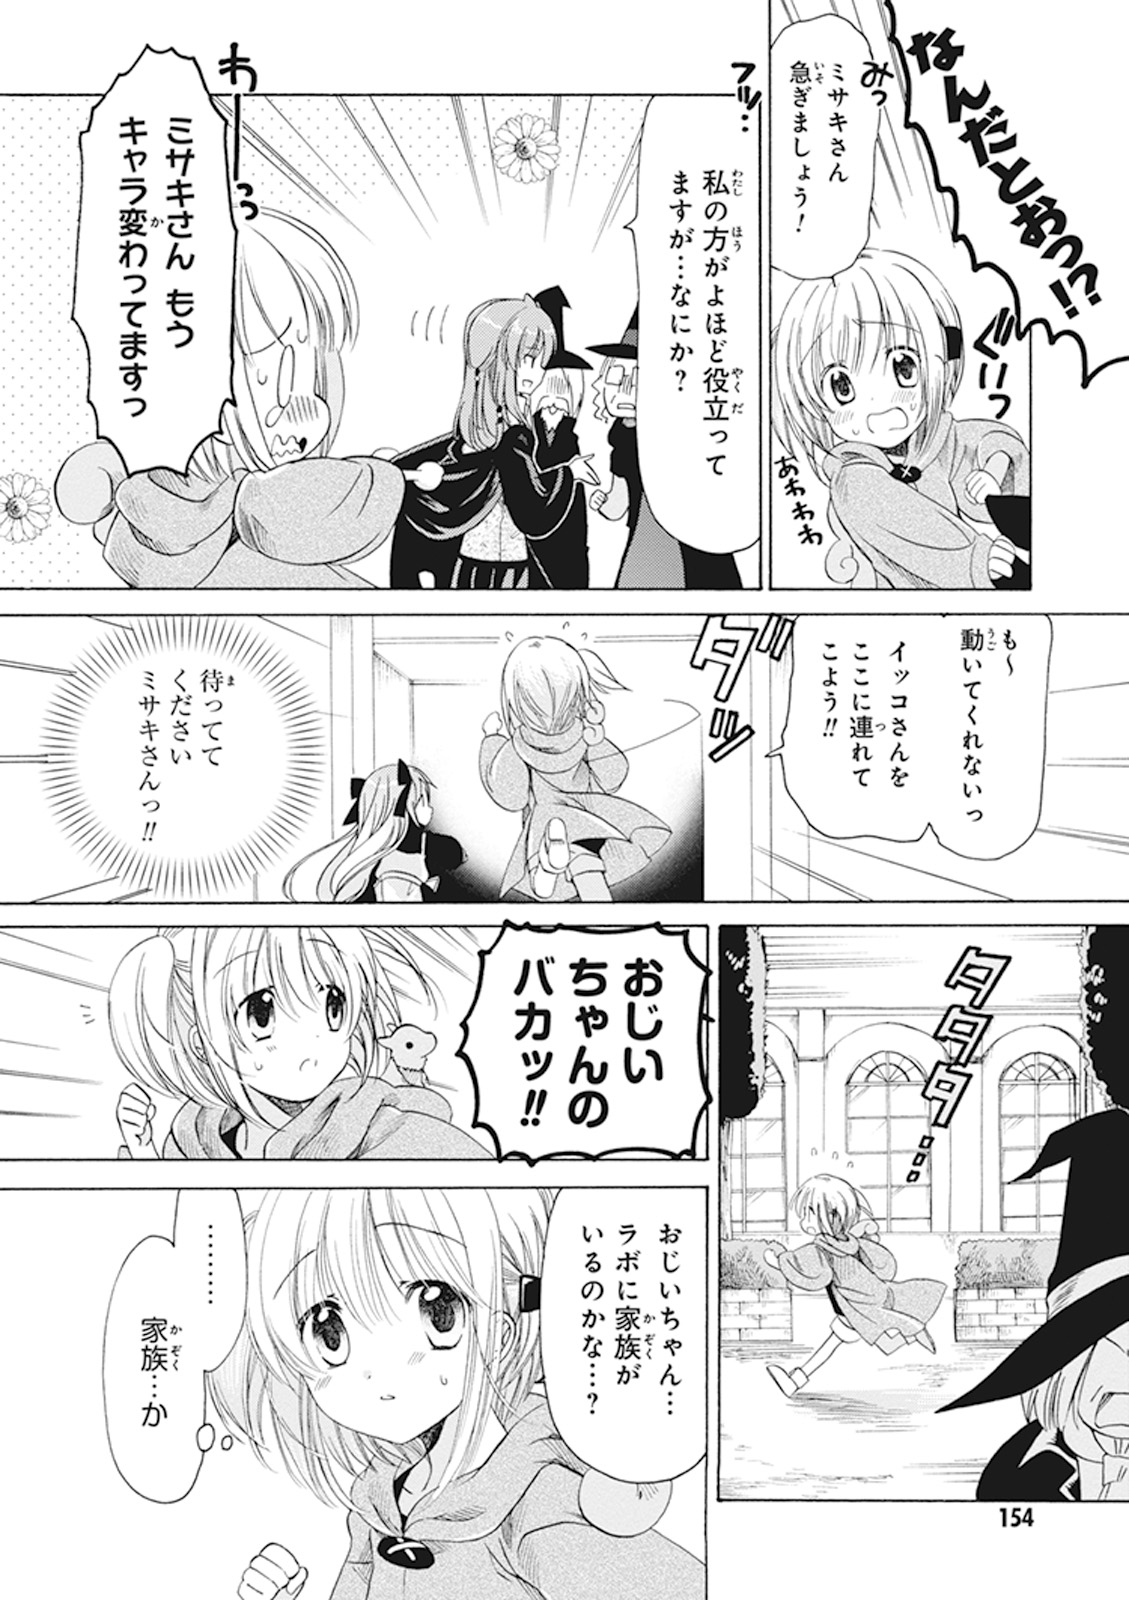 なんだとおっ!?
みっ
ミサキさん
急ぎましょう!
ぐいっ
あわわわ
フッ‥
私の方がよほど役立って
ますが…なにか?
わーっっ
ミサキさん もう
キャラ変わってますっ
も〜
動いてくれないっ
イッコさんを
ここに連れて
こよう!!
ダダッ
待ってて
ください
ミサキさんっ!!
タタタタ…
おじい
ちゃんの
バカッ!!
おじいちゃん…
ラボに家族が
いるのかな…?
………
家族…か
154